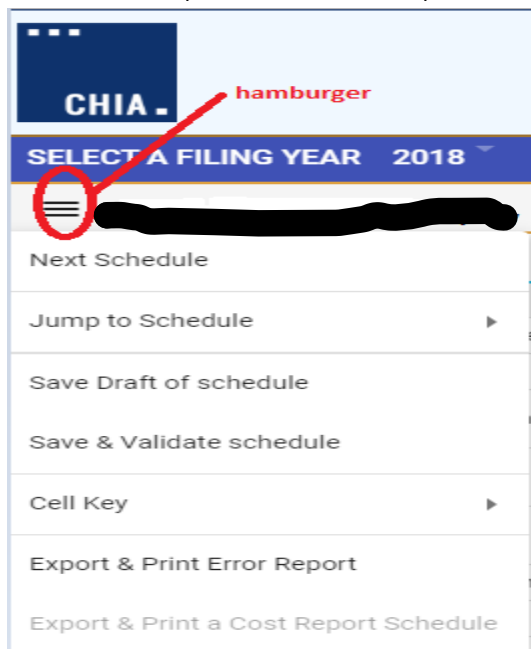 CHIA.
hamburger
SELECT A FILING YEAR 2018
Next Schedule
Jump to Schedule
Save Draft of schedule
Save & Validate schedule
Cell Key
Export & Print Error Report
Export & Print a Cost Report Schedule